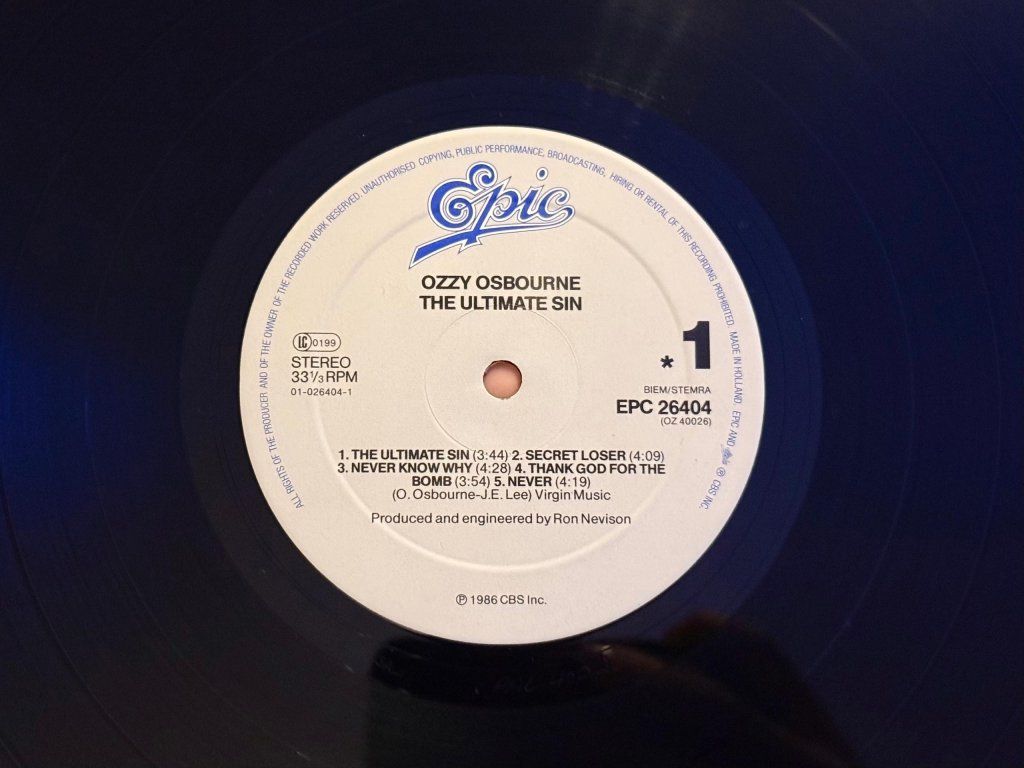 ALL RIGHTS OF THE PRODUCER AND OF THE OWNER OF THE RECORDED WORK RESERVED. UNAUTHORISED COPYING, PUBLIC PERFORMANCE, BROADCASTING, HIRING OR RENTAL OF THIS RECORDING PROHIBITED. MADE IN HOLLAND. EPIC AND ® CBS INC.
Epic
OZZY OSBOURNE
THE ULTIMATE SIN
LC 0199
STEREO
33⅓ RPM
01-026404-1
* 1
BIEM/STEMRA
EPC 26404
(OZ 40026)
1. THE ULTIMATE SIN (3:44) 2. SECRET LOSER (4:09)
3. NEVER KNOW WHY (4:28) 4. THANK GOD FOR THE
BOMB (3:54) 5. NEVER (4:19)
(O. Osbourne-J.E. Lee) Virgin Music
Produced and engineered by Ron Nevison
℗ 1986 CBS Inc.